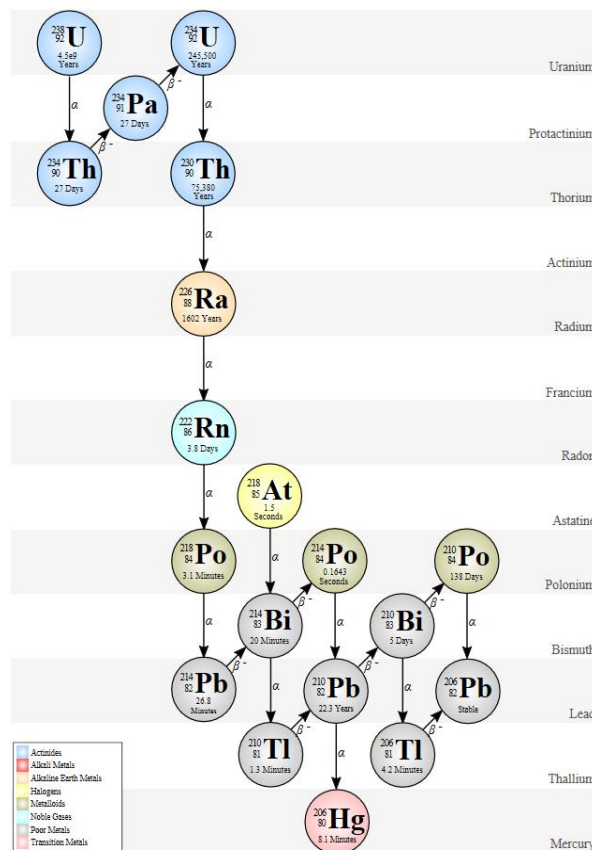 238
92 U
4.5e9
Years
234
92 U
245,500
Years
Uranium
α
β -
234
91 Pa
27 Days
β -
α
Protactinium
234
90 Th
27 Days
230
90 Th
75,380
Years
Thorium
α
Actinium
226
88 Ra
1602 Years
Radium
α
Francium
222
86 Rn
3.8 Days
Radon
α
218
85 At
1.5
Seconds
Astatine
218
84 Po
3.1 Minutes
α
214
84 Po
0.1643
Seconds
210
84 Po
138 Days
Polonium
α
β -
214
83 Bi
20 Minutes
β -
α
β -
210
83 Bi
5 Days
β -
α
Bismuth
214
82 Pb
26.8
Minutes
α
210
82 Pb
22.3 Years
α
206
82 Pb
Stable
Lead
210
81 Tl
1.3 Minutes
β -
α
206
81 Tl
4.2 Minutes
β -
Thallium
206
80 Hg
8.1 Minutes
Mercury
Actinides
Alkali Metals
Alkaline Earth Metals
Halogens
Metalloids
Noble Gases
Poor Metals
Transition Metals